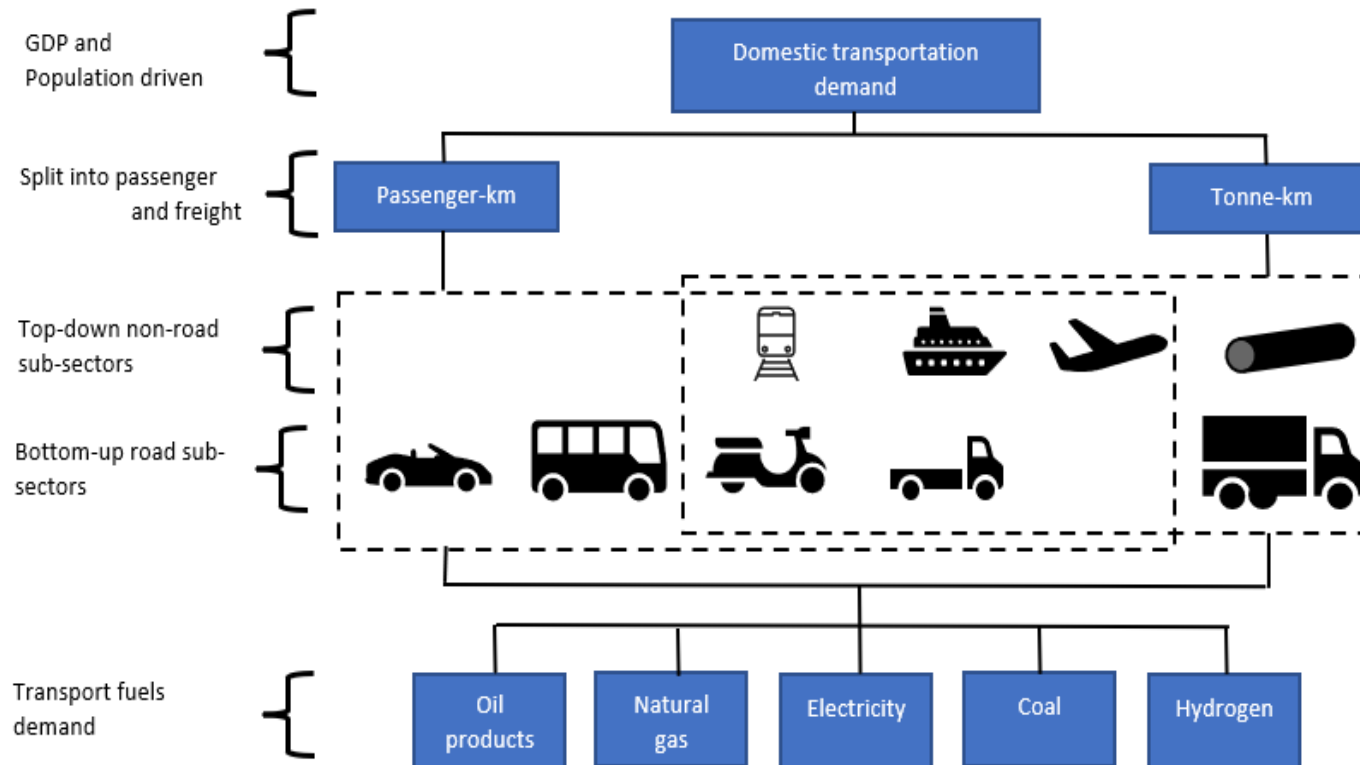 GDP and
Population driven
Domestic transportation
demand
Split into passenger
and freight
Passenger-km
Tonne-km
Top-down non-road
sub-sectors
Bottom-up road sub-
sectors
Transport fuels
demand
Oil
products
Natural
gas
Electricity
Coal
Hydrogen